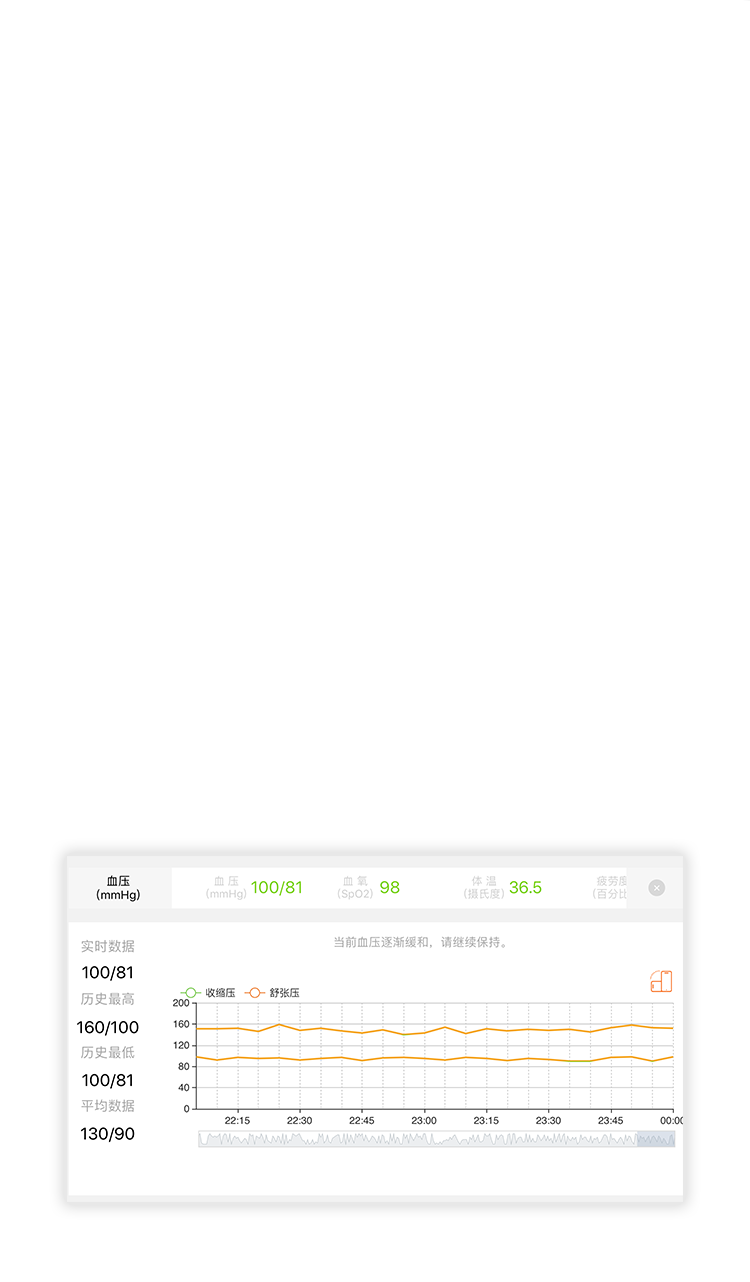 血压
(mmHg)
血 压
(mmHg)
100/81
血 氧
(SpO2)
98
体 温
(摄氏度)
36.5
疲劳度
(百分比
当前血压逐渐缓和，请继续保持。
实时数据
100/81
历史最高
160/100
历史最低
100/81
平均数据
130/90
收缩压
舒张压
200
160
120
80
40
0
22:15
22:30
22:45
23:00
23:15
23:30
23:45
00:00